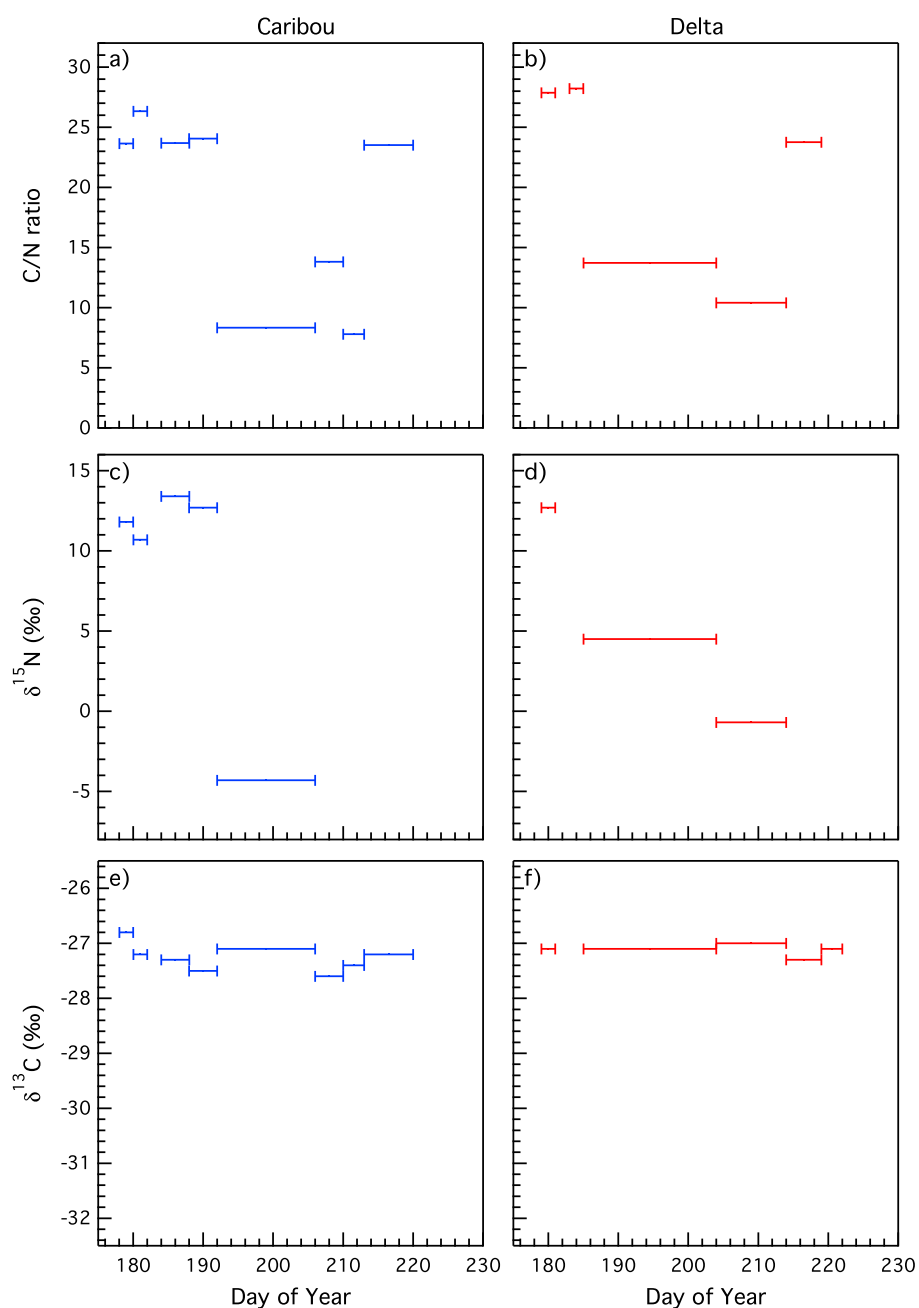 Caribou
Delta
a)
b)
30
25
20
15
10
5
0
C/N ratio
c)
d)
15
10
5
0
-5
δ15N (‰)
e)
f)
-26
-27
-28
-29
-30
-31
-32
δ13C (‰)
180 190 200 210 220
180 190 200 210 220 230
Day of Year
Day of Year